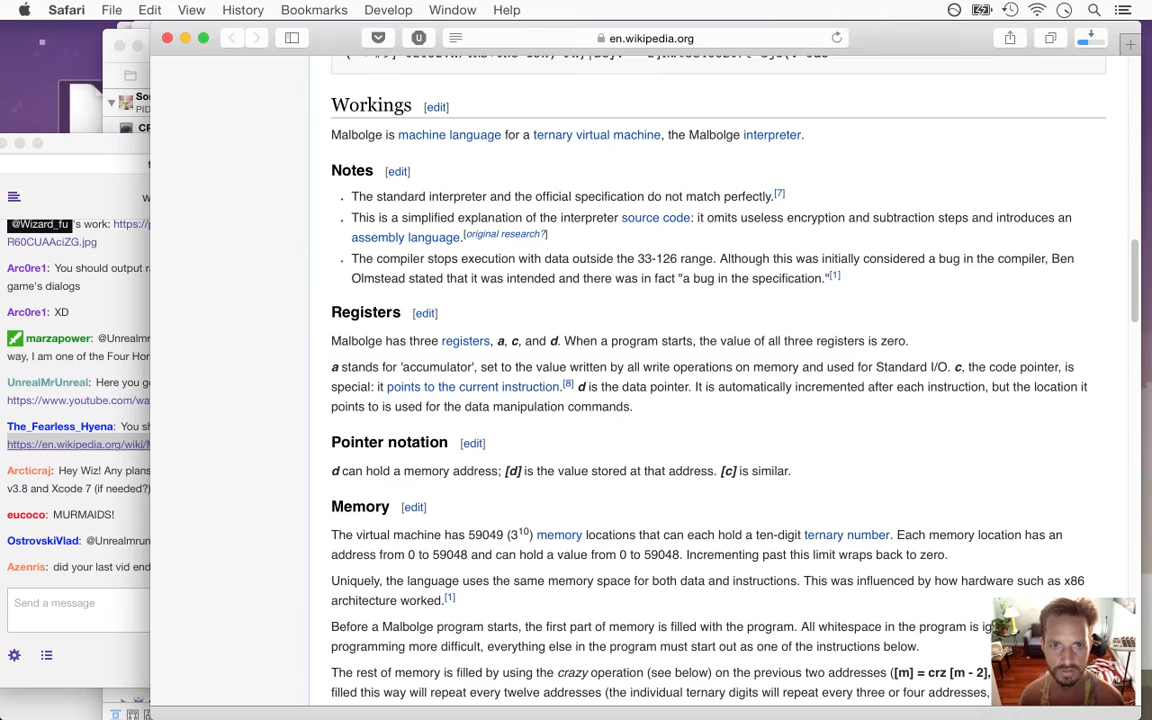 Safari File Edit View History Bookmarks Develop Window Help
en.wikipedia.org
Workings [edit]
Malbolge is machine language for a ternary virtual machine, the Malbolge interpreter.
Notes [edit]
The standard interpreter and the official specification do not match perfectly.[7]
This is a simplified explanation of the interpreter source code: it omits useless encryption and subtraction steps and introduces an
assembly language.[original research?]
The compiler stops execution with data outside the 33-126 range. Although this was initially considered a bug in the compiler, Ben
Olmstead stated that it was intended and there was in fact "a bug in the specification."[1]
Registers [edit]
Malbolge has three registers, a, c, and d. When a program starts, the value of all three registers is zero.
a stands for 'accumulator', set to the value written by all write operations on memory and used for Standard I/O. c, the code pointer, is
special: it points to the current instruction.[8] d is the data pointer. It is automatically incremented after each instruction, but the location it
points to is used for the data manipulation commands.
Pointer notation [edit]
d can hold a memory address; [d] is the value stored at that address. [c] is similar.
Memory [edit]
The virtual machine has 59049 (3^10) memory locations that can each hold a ten-digit ternary number. Each memory location has an
address from 0 to 59048 and can hold a value from 0 to 59048. Incrementing past this limit wraps back to zero.
Uniquely, the language uses the same memory space for both data and instructions. This was influenced by how hardware such as x86
architecture worked.[1]
Before a Malbolge program starts, the first part of memory is filled with the program. All whitespace in the program is
programming more difficult, everything else in the program must start out as one of the instructions below.
The rest of memory is filled by using the crazy operation (see below) on the previous two addresses ([m] = crz [m - 2],
filled this way will repeat every twelve addresses (the individual ternary digits will repeat every three or four addresses,
@Wizard_fu 's work: https://p
R60CUAAciZG.jpg
Arc0re1: You should output
game's dialogs
Arc0re1: XD
marzapower: @Unrealmr
way, I am one of the Four
UnrealMrUnreal: Here you
https://www.youtube.com/wa
The_Fearless_Hyena: You
https://en.wikipedia.org/wiki/
Arcticraj: Hey Wiz! Any plans
v3.8 and Xcode 7 (if needed?)
eucoco: MURMAIDS!
OstrovskiVlad: @Unrealmrun
Azenris: did your last vid end
Send a message